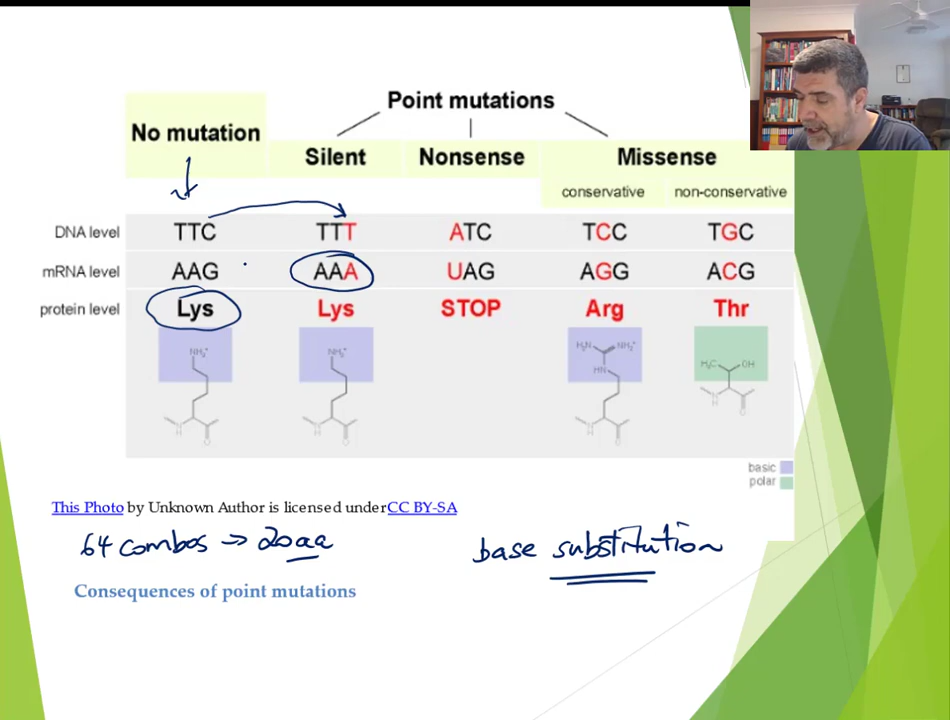 Point mutations
No mutation
Silent Nonsense Missense
conservative non-conservative
DNA level TTC TTT ATC TCC TGC
mRNA level AAG AAA UAG AGG ACG
protein level Lys Lys STOP Arg Thr
NH₃⁺ NH₃⁺ H₂N NH₂⁺ H₃C OH
HN
N H O N H O N H O N H O
basic
polar
This Photo by Unknown Author is licensed under CC BY-SA
64 combos → 20aa
base substitution
Consequences of point mutations